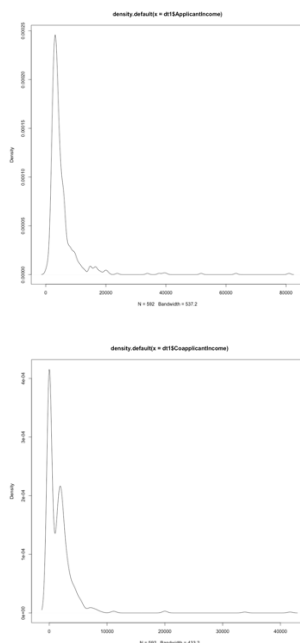 density.default(x = dt1$ApplicantIncome)
Density
0.00000
0.00005
0.00010
0.00015
0.00020
0.00025
0 20000 40000 60000 80000
N = 592 Bandwidth = 537.2
density.default(x = dt1$CoapplicantIncome)
Density
0e+00
1e-04
2e-04
3e-04
4e-04
0 10000 20000 30000 40000